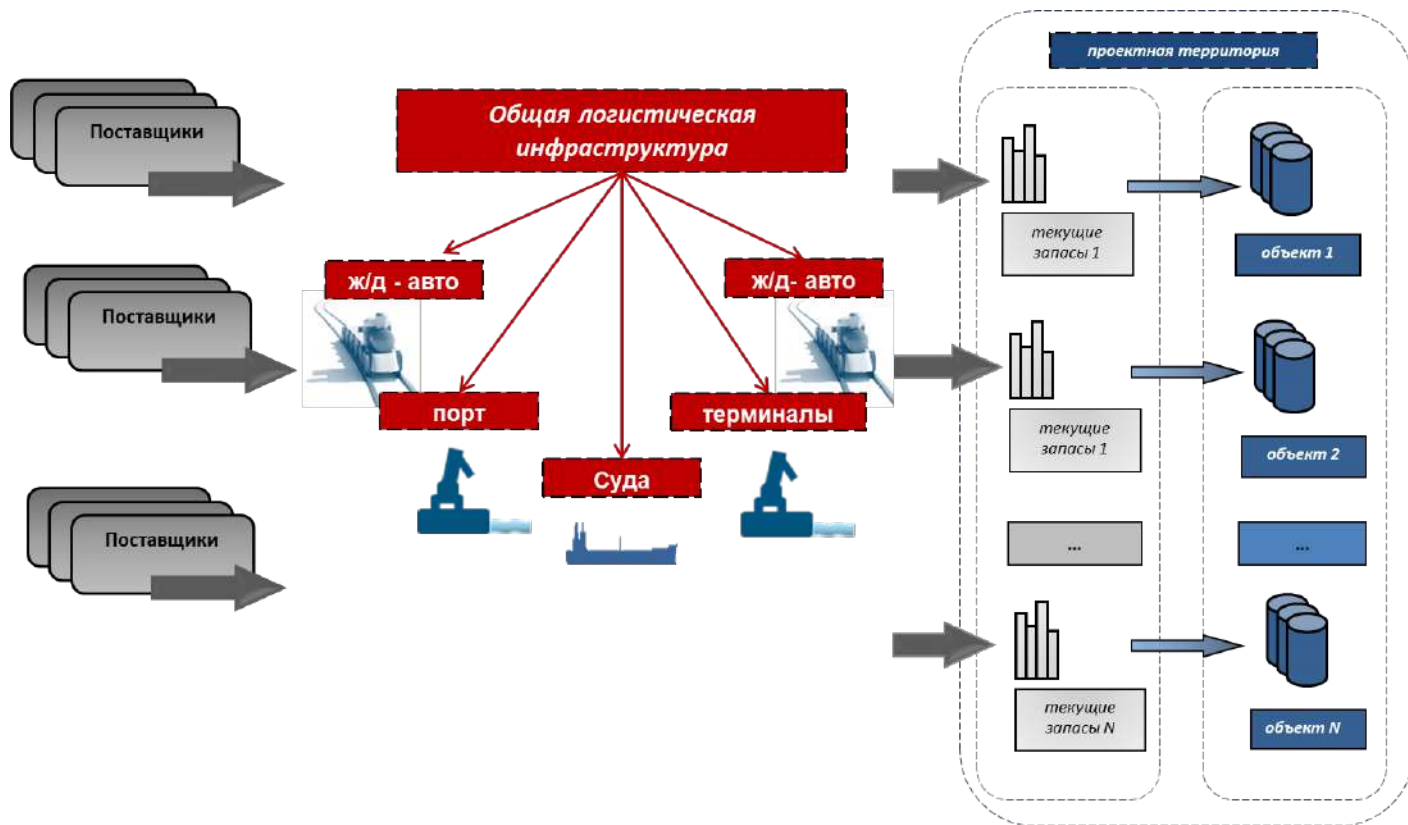 проектная территория
Поставщики
Общая логистическая
инфраструктура
текущие
запасы 1
объект 1
ж/д - авто
ж/д- авто
Поставщики
порт
терминалы
текущие
запасы 1
объект 2
Суда
Поставщики
...
...
текущие
запасы N
объект N